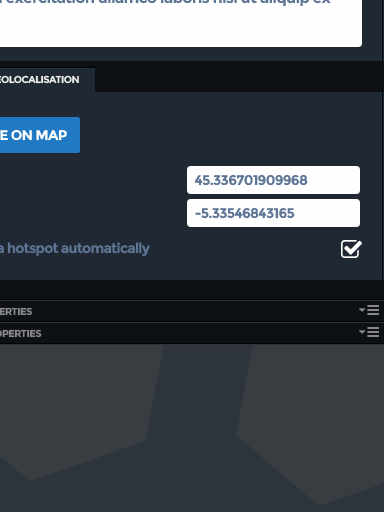 exercitation ullamco laboris nisi ut aliquip ex
EOLOCALISATION
E ON MAP
45.336701909968
-5.33546843165
a hotspot automatically
ERTIES
OPERTIES